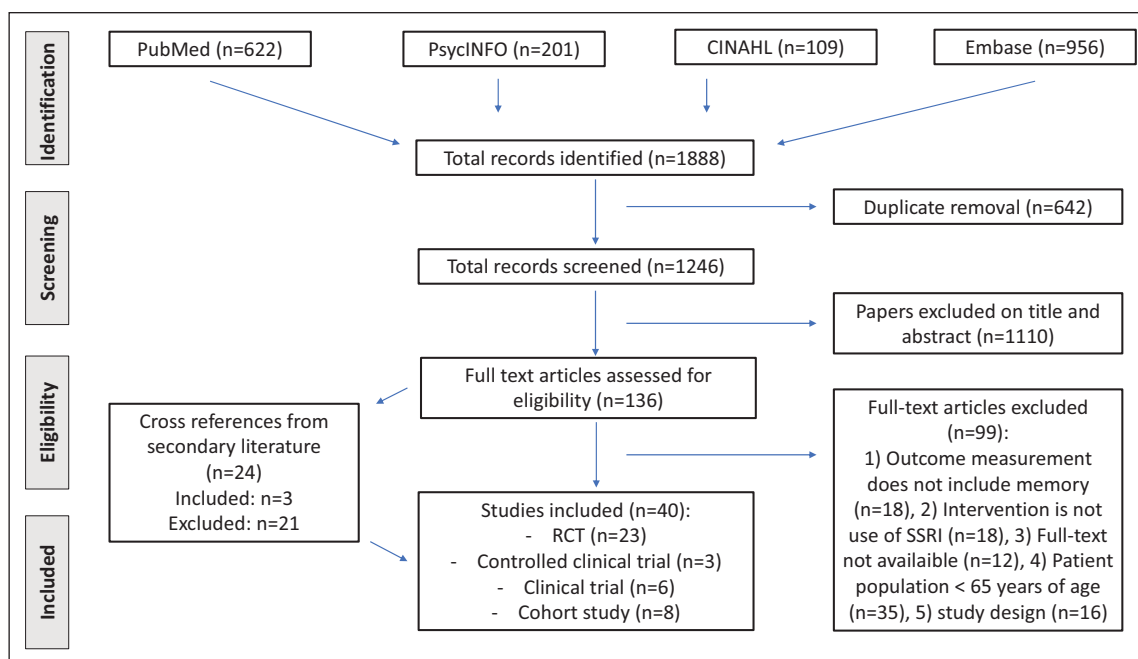 Identification
PubMed (n=622)
PsycINFO (n=201)
CINAHL (n=109)
Embase (n=956)
Total records identified (n=1888)
Screening
Duplicate removal (n=642)
Total records screened (n=1246)
Papers excluded on title and
abstract (n=1110)
Eligibility
Full text articles assessed for
eligibility (n=136)
Cross references from
secondary literature
(n=24)
Included: n=3
Excluded: n=21
Full-text articles excluded
(n=99):
1) Outcome measurement
does not include memory
(n=18), 2) Intervention is not
use of SSRI (n=18), 3) Full-text
not availaible (n=12), 4) Patient
population < 65 years of age
(n=35), 5) study design (n=16)
Included
Studies included (n=40):
- RCT (n=23)
- Controlled clinical trial (n=3)
- Clinical trial (n=6)
- Cohort study (n=8)